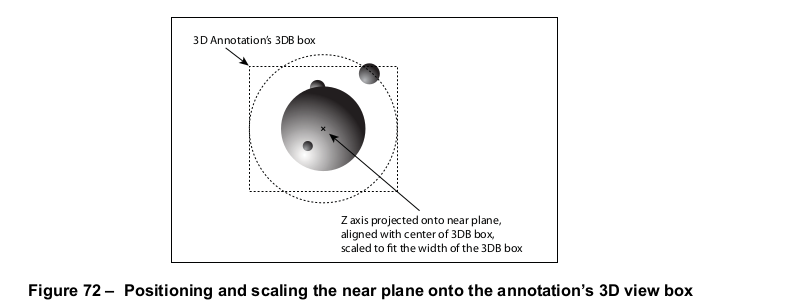 3D Annotation's 3DB box
Z axis projected onto near plane,
aligned with center of 3DB box,
scaled to fit the width of the 3DB box
Figure 72 – Positioning and scaling the near plane onto the annotation's 3D view box